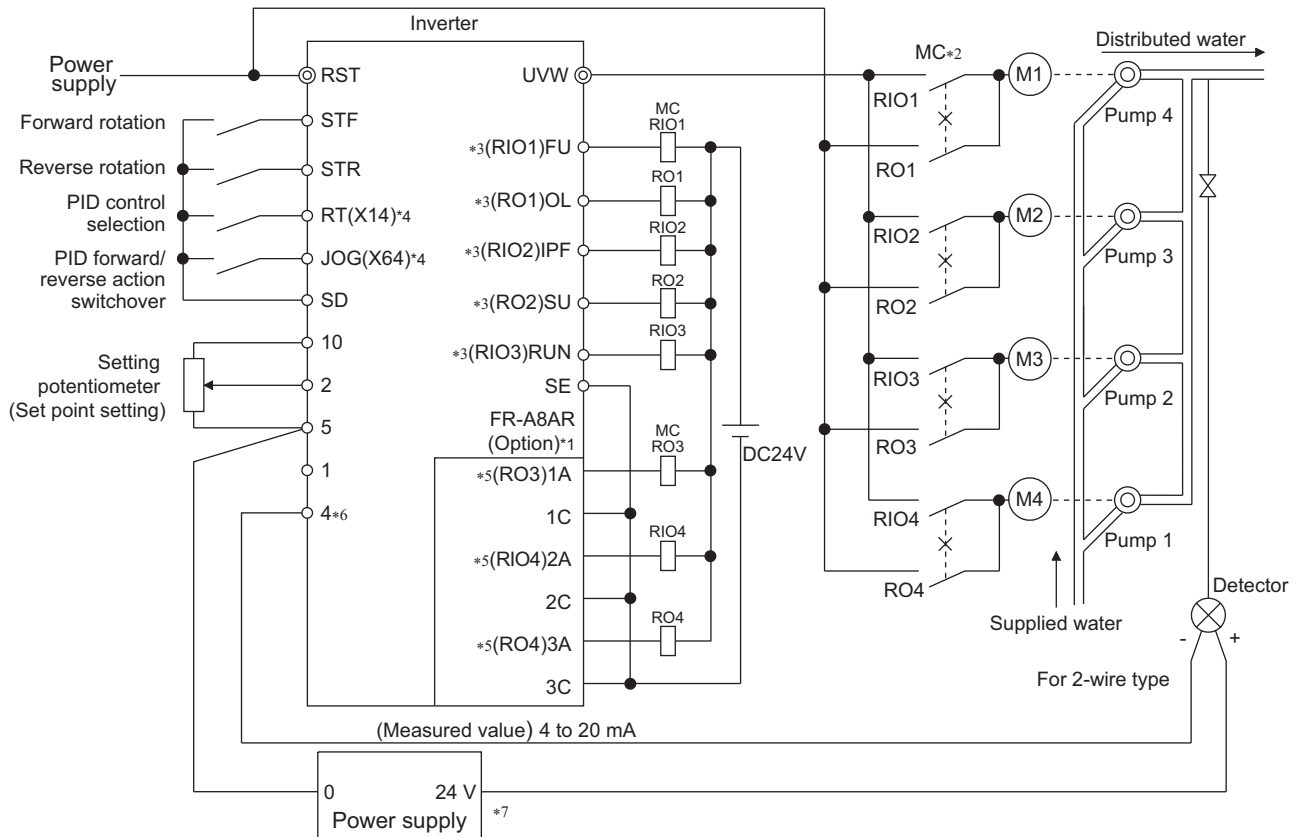 Inverter
Power
supply
RST
Forward rotation
STF
Reverse rotation
STR
PID control
selection
RT(X14)*4
PID forward/
reverse action
switchover
JOG(X64)*4
SD
10
Setting
potentiometer
(Set point setting)
2
5
1
4*6
UVW
*3(RIO1)FU
*3(RO1)OL
*3(RIO2)IPF
*3(RO2)SU
*3(RIO3)RUN
SE
FR-A8AR
(Option)*1
*5(RO3)1A
1C
*5(RIO4)2A
2C
*5(RO4)3A
3C
MC
RIO1
RO1
RIO2
RO2
RIO3
MC
RO3
RIO4
RO4
DC24V
MC*2
RIO1
RO1
RIO2
RO2
RIO3
RO3
RIO4
RO4
M1
M2
M3
M4
Distributed water
Pump 4
Pump 3
Pump 2
Pump 1
Supplied water
Detector
- +
For 2-wire type
(Measured value) 4 to 20 mA
0 24 V
Power supply
*7